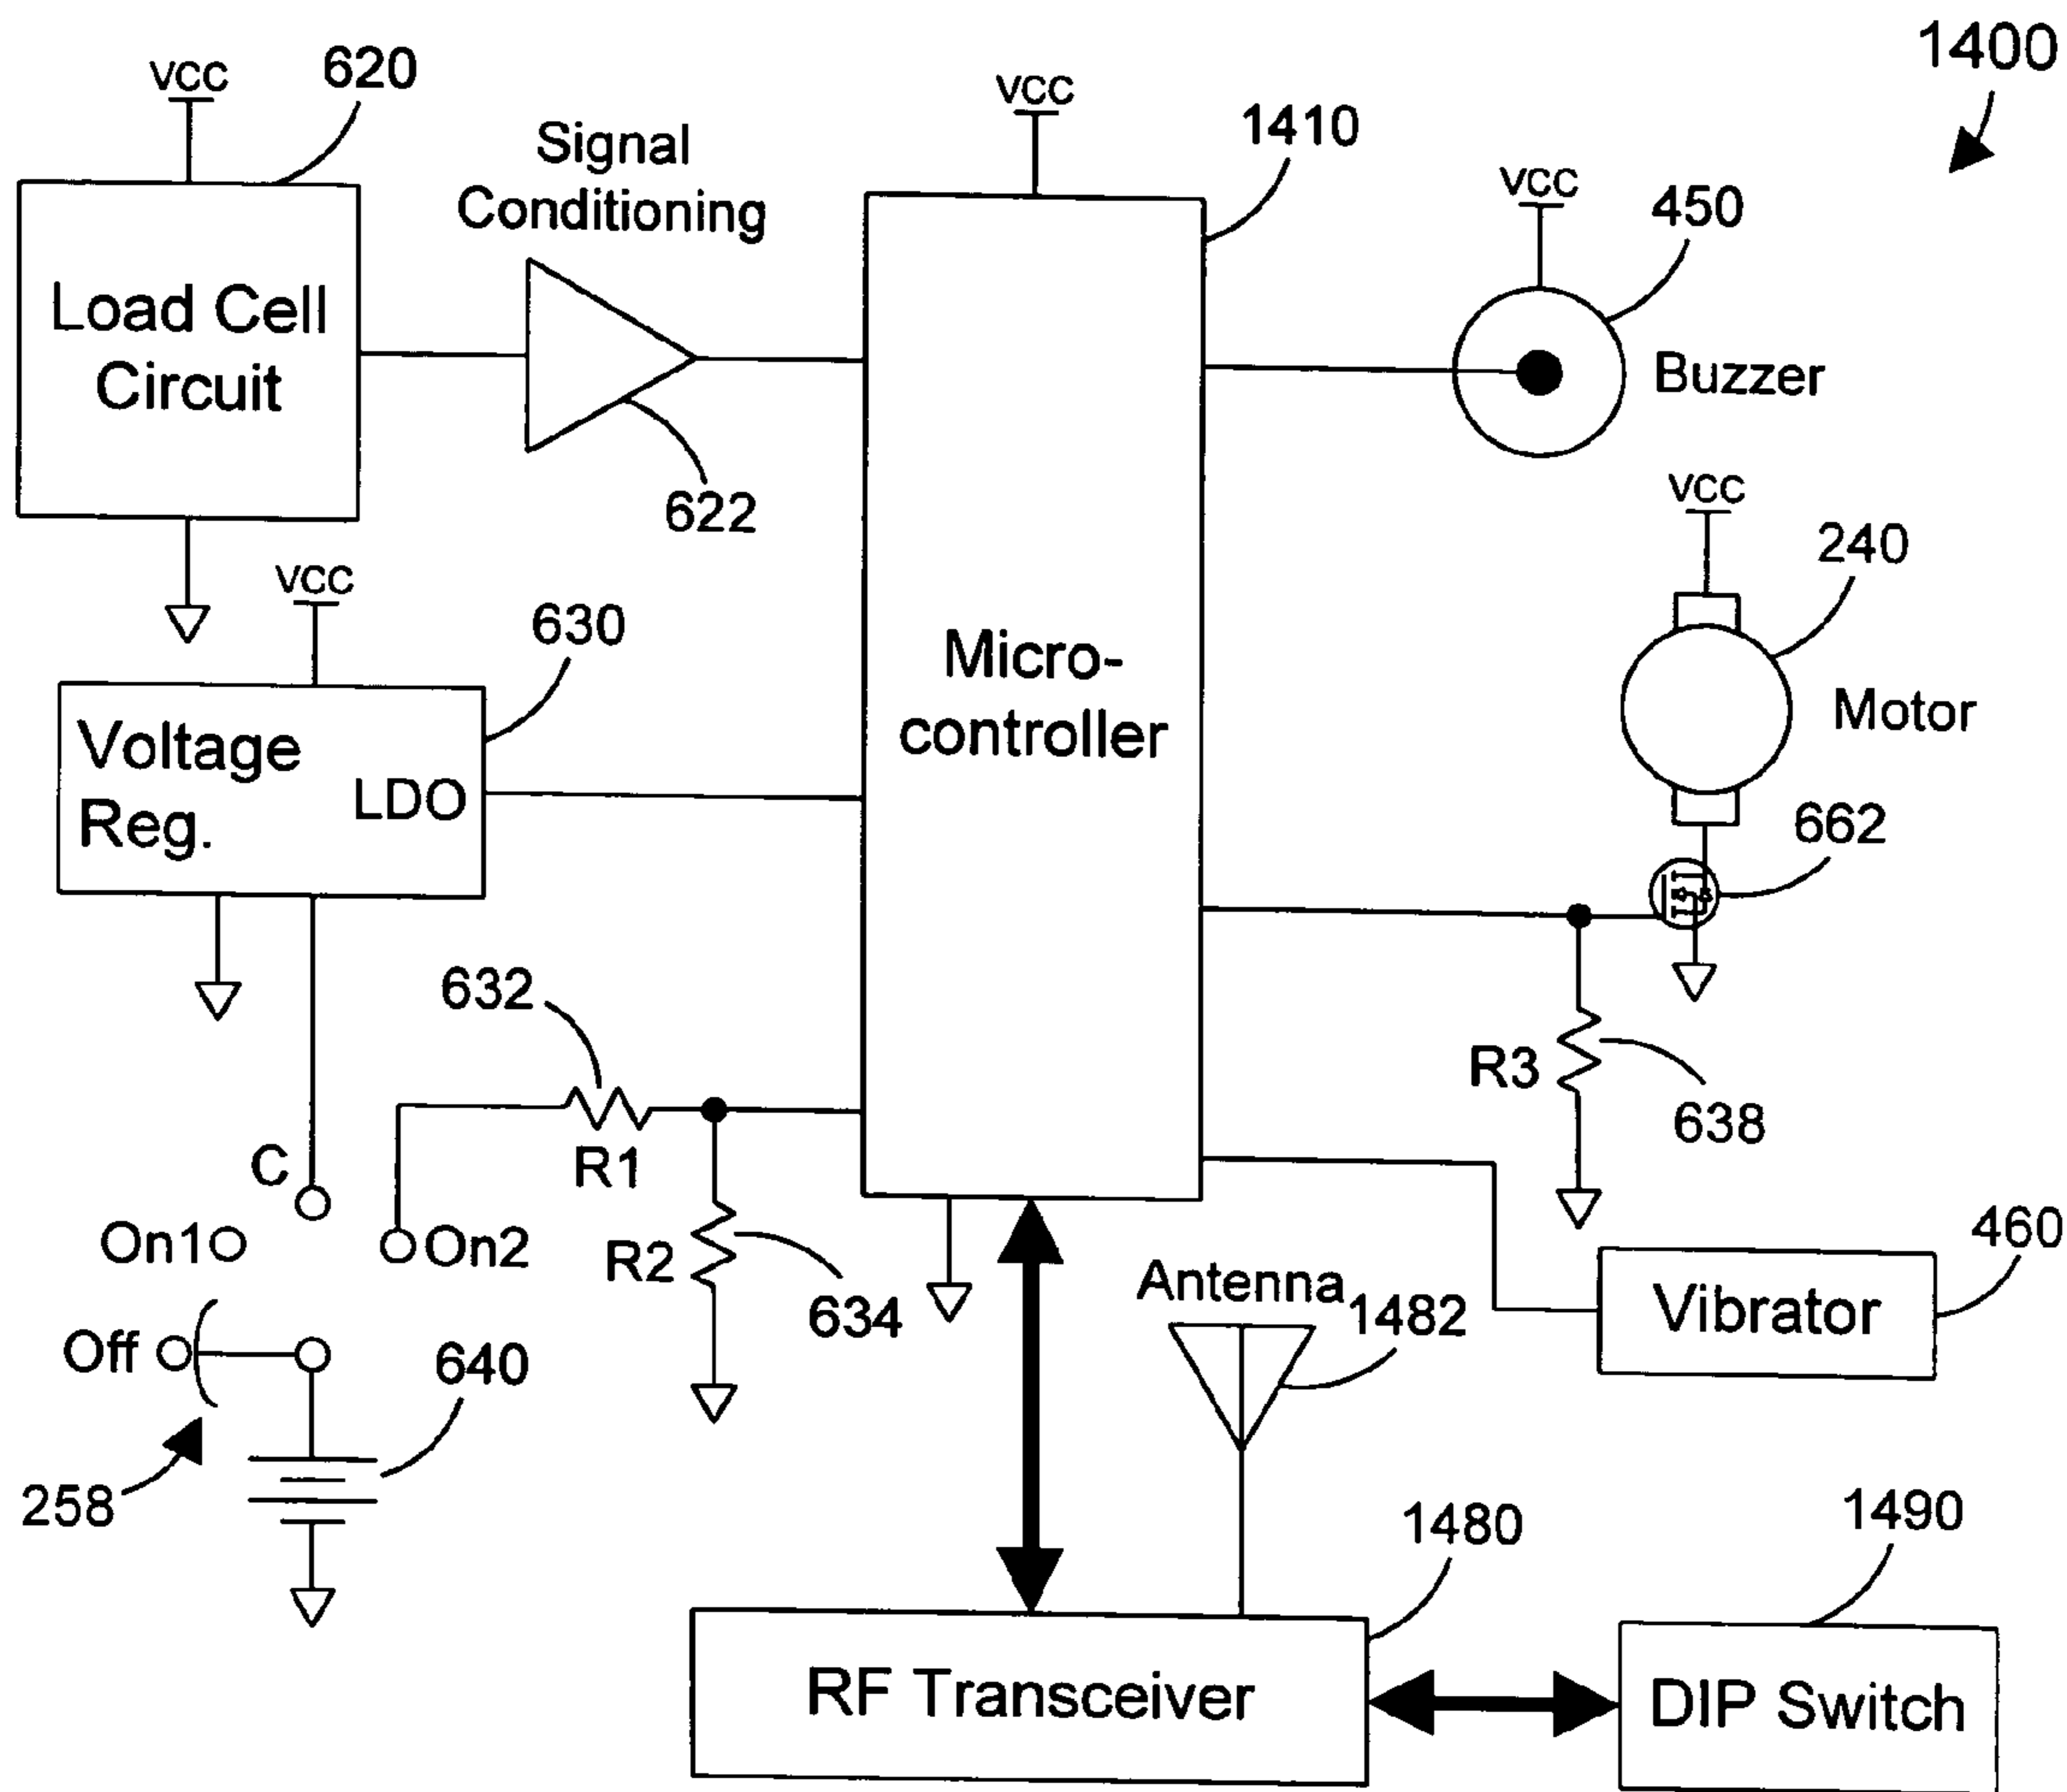 1400
VCC
620
Signal
Conditioning
VCC
1410
VCC
450
Load Cell
Circuit
Buzzer
622
VCC
240
VCC
630
Micro-
controller
Motor
Voltage
Reg.
LDO
662
632
R1
R3
638
C
On1
On2
R2
634
460
Vibrator
Antenna
1482
Off
640
258
1480
1490
RF Transceiver
DIP Switch